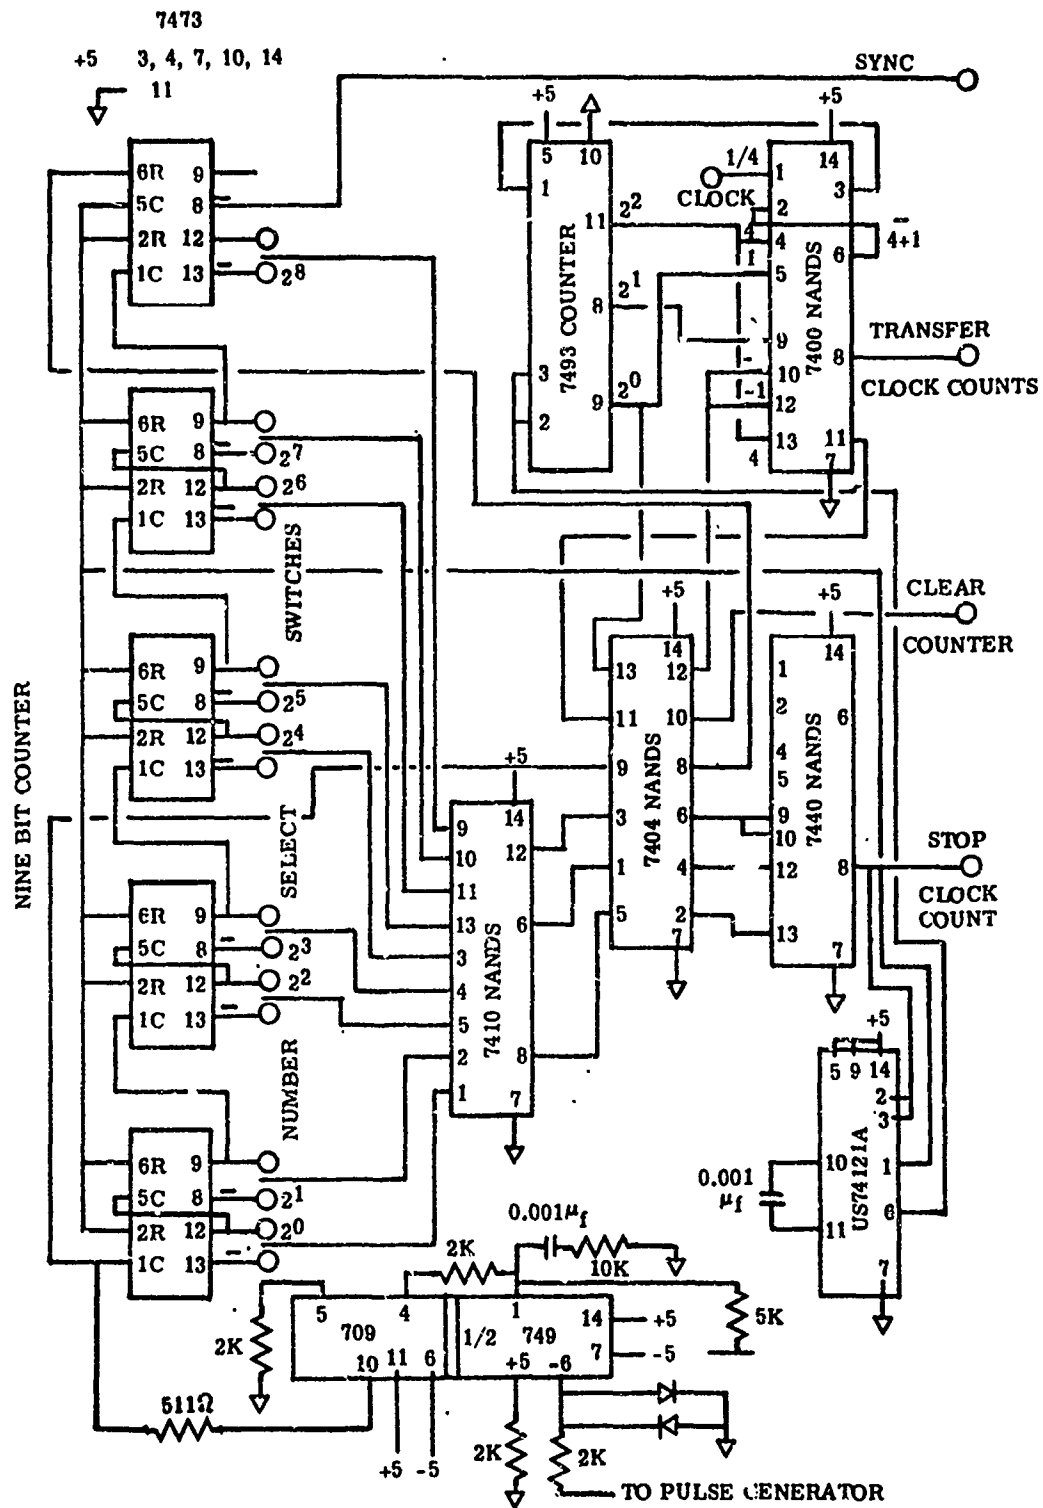 7473
+5 3, 4, 7, 10, 14
11
SYNC
+5
+5
6R 9
5C 8
2R 12
1C 13
2^8
5 10
1
11
2^2
8
2^1
3
9
2^0
2
7493 COUNTER
1/4
CLOCK
1
14
3
2
4
4
6
4+1
1
5
9
8
10
-1
12
13
4
11
7
7400 NANDS
TRANSFER
CLOCK COUNTS
6R 9
5C 8
2^7
2R 12
2^6
1C 13
SWITCHES
+5
+5
CLEAR
COUNTER
6R 9
5C 8
2^5
2R 12
2^4
1C 13
NINE BIT COUNTER
14
13 12
11 10
9 8
3 6
1 4
5 2
7
7404 NANDS
14
1
2
6
4
5
9
10
12
8
13
7
7440 NANDS
STOP
CLOCK
COUNT
SELECT
+5
14
9
12
10
11
13
6
3
4
5
2
8
1
7
7410 NANDS
6R 9
5C 8
2^3
2R 12
2^2
1C 13
NUMBER
+5
5 9 14
2
3
10
1
11
6
7
US74121A
0.001
μf
6R 9
5C 8
2^1
2R 12
2^0
1C 13
0.001μf
2K
10K
5 4 1
709
1/2 749
14 +5
7 -5
5K
2K
10 11 6
+5 -6
511Ω
+5 -5
2K
2K
TO PULSE GENERATOR